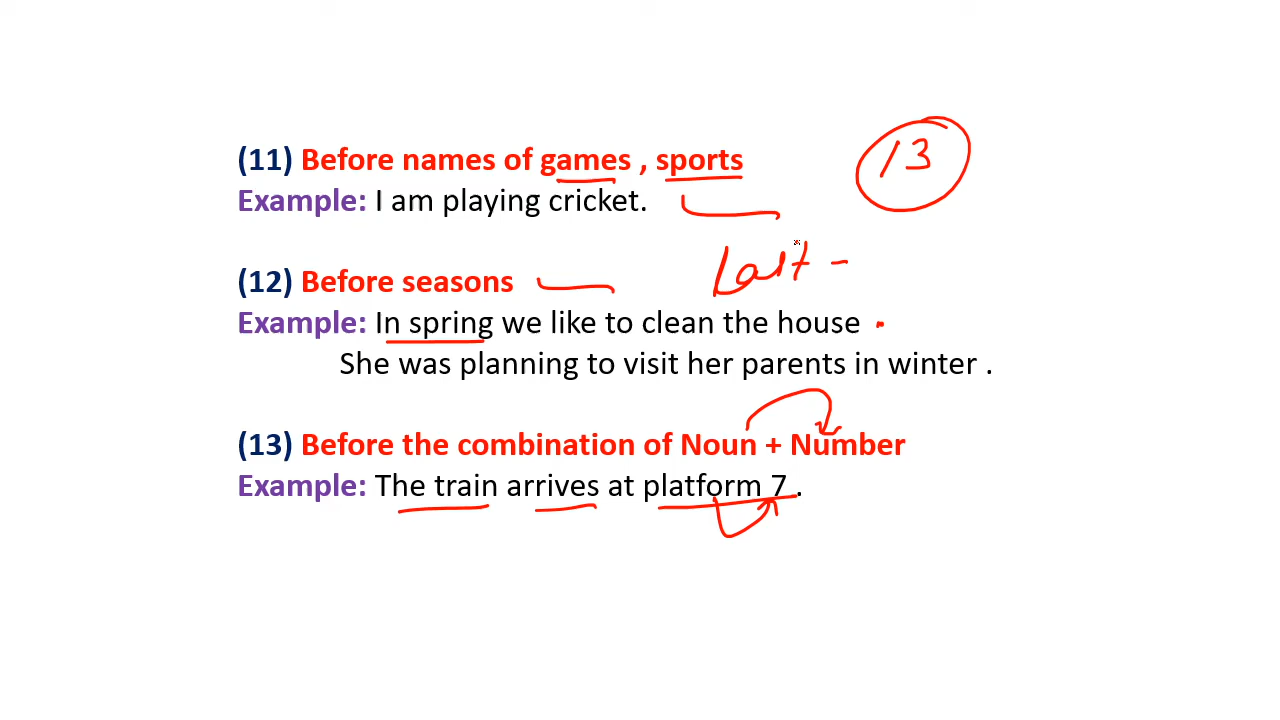 (11) Before names of games , sports
13
Example: I am playing cricket.
Last -
(12) Before seasons
Example: In spring we like to clean the house .
She was planning to visit her parents in winter .
(13) Before the combination of Noun + Number
Example: The train arrives at platform 7 .